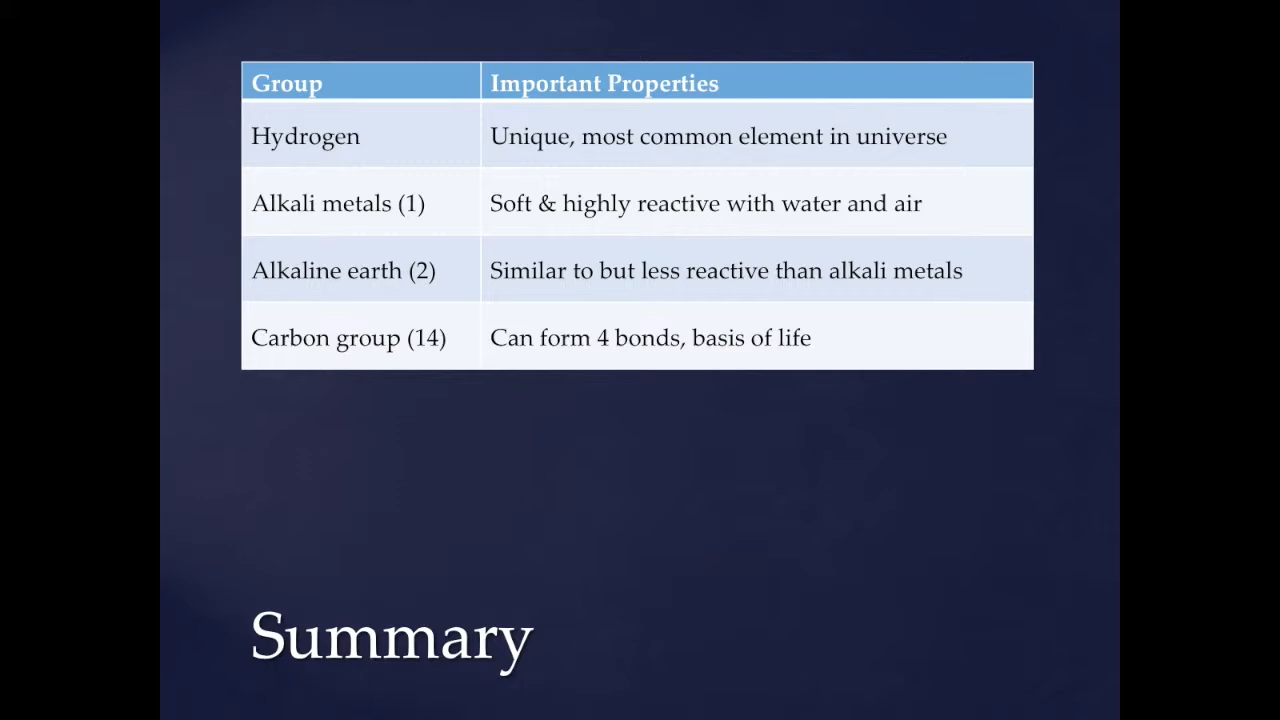 Group Important Properties
Hydrogen Unique, most common element in universe
Alkali metals (1) Soft & highly reactive with water and air
Alkaline earth (2) Similar to but less reactive than alkali metals
Carbon group (14) Can form 4 bonds, basis of life
Summary